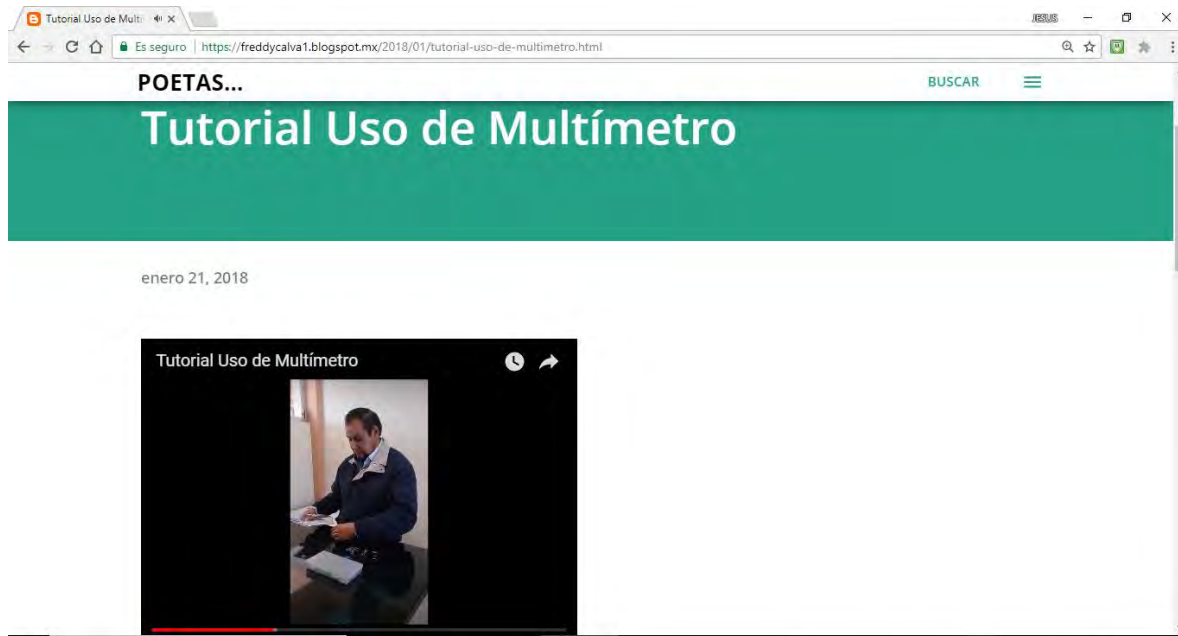 Tutorial Uso de Multi
JESUS
Es seguro | https://freddycalva1.blogspot.mx/2018/01/tutorial-uso-de-multimetro.html
POETAS...
BUSCAR
Tutorial Uso de Multímetro
enero 21, 2018
Tutorial Uso de Multímetro